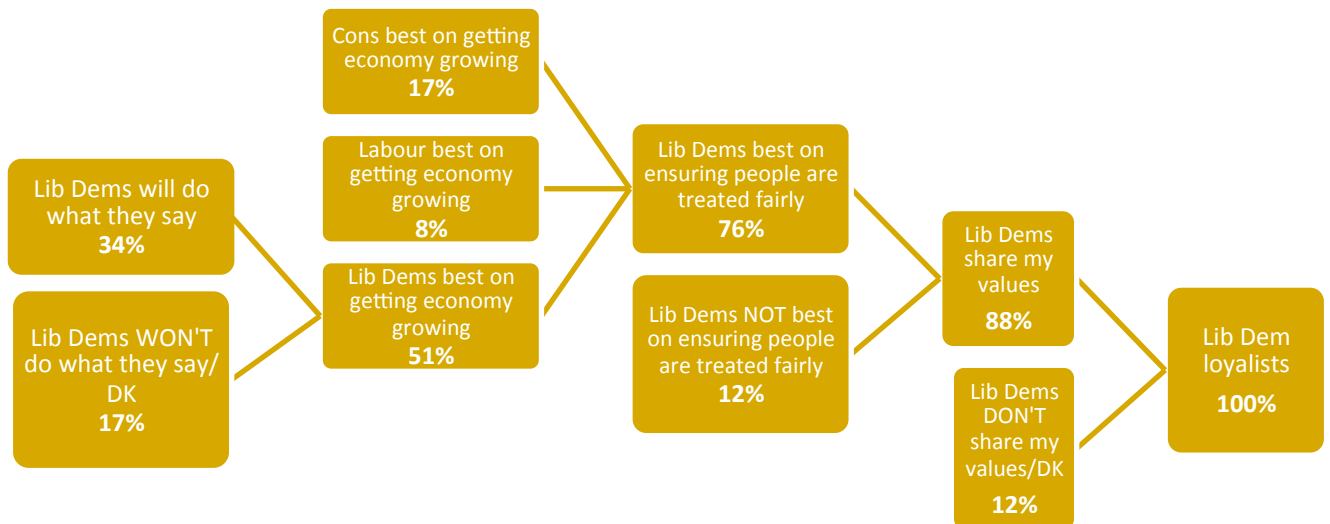 Lib Dems will do
what they say
34%
Lib Dems WON'T
do what they say/
DK
17%
Cons best on getting
economy growing
17%
Labour best on
getting economy
growing
8%
Lib Dems best on
getting economy
growing
51%
Lib Dems best on
ensuring people are
treated fairly
76%
Lib Dems NOT best
on ensuring people
are treated fairly
12%
Lib Dems
share my
values
88%
Lib Dems
DON'T
share my
values/DK
12%
Lib Dem
loyalists
100%